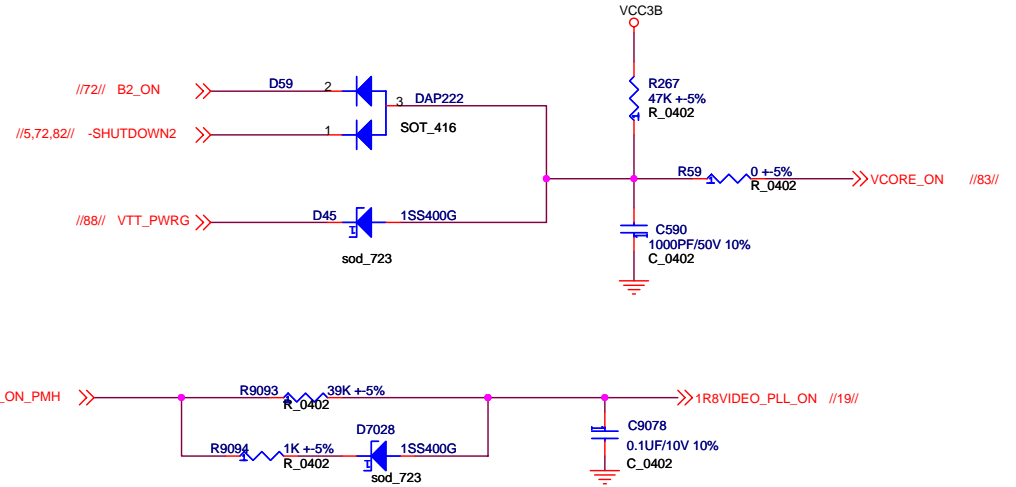 VCC3B
//72// B2_ON
D59
2
3
DAP222
R267
47K +-5%
R_0402
//5,72,82// -SHUTDOWN2
1
SOT_416
R59
1
0 +-5%
R_0402
VCORE_ON //83//
//88// VTT_PWRG
D45
1SS400G
sod_723
C590
1000PF/50V 10%
C_0402
_ON_PMH
R9093
39K +-5%
R_0402
1R8VIDEO_PLL_ON //19//
R9094
1
1K +-5%
R_0402
D7028
1SS400G
sod_723
C9078
0.1UF/10V 10%
C_0402